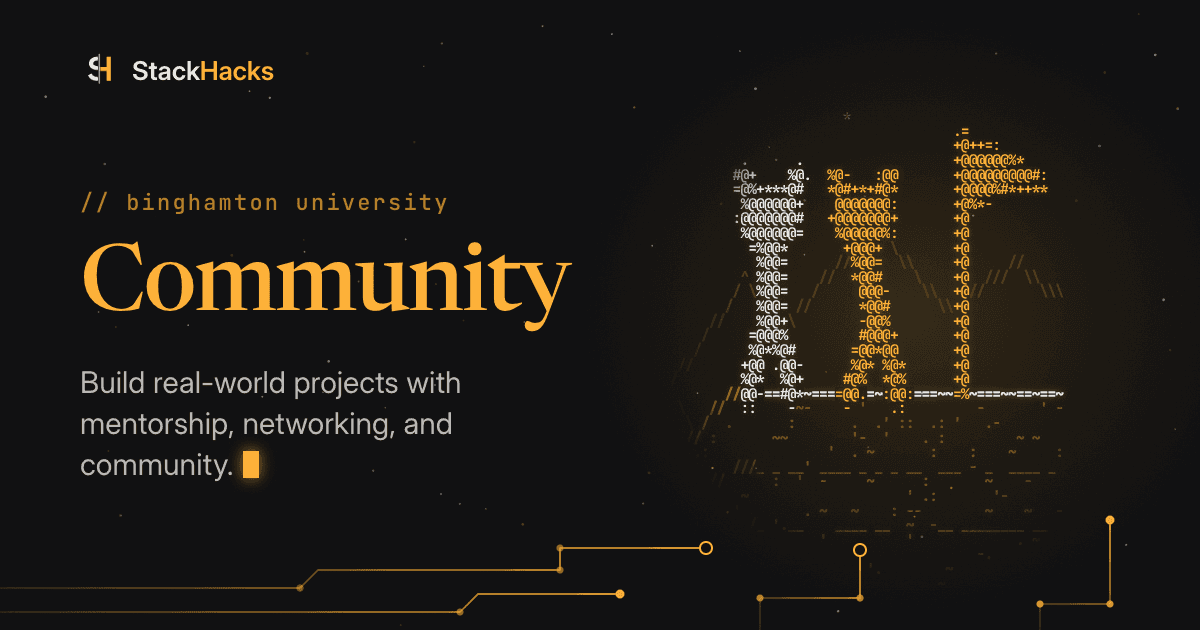 StackHacks
// binghamton university
Community
Build real-world projects with
mentorship, networking, and
community.